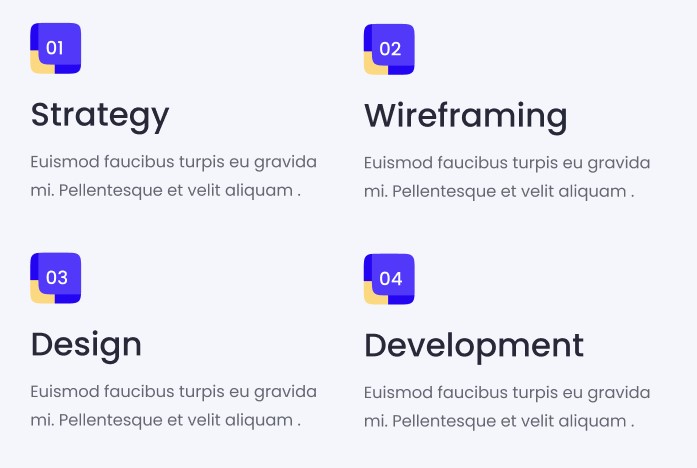 01
Strategy
Euismod faucibus turpis eu gravida
mi. Pellentesque et velit aliquam .
02
Wireframing
Euismod faucibus turpis eu gravida
mi. Pellentesque et velit aliquam .
03
Design
Euismod faucibus turpis eu gravida
mi. Pellentesque et velit aliquam .
04
Development
Euismod faucibus turpis eu gravida
mi. Pellentesque et velit aliquam .